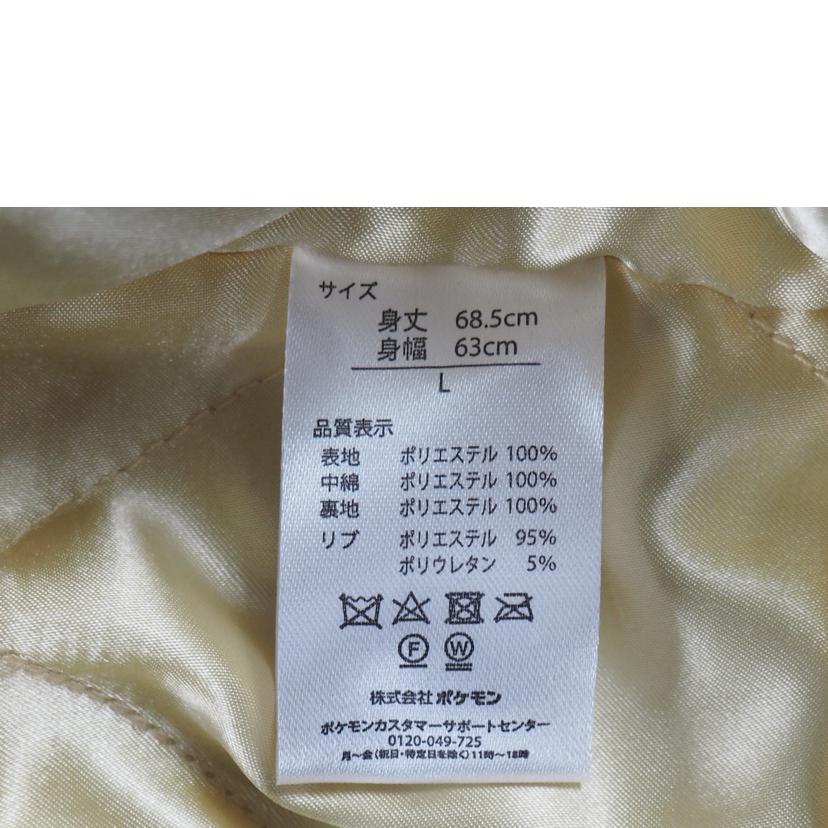 サイズ
身丈 68.5cm
身幅 63cm
L
品質表示
表地 ポリエステル 100%
中綿 ポリエステル 100%
裏地 ポリエステル 100%
リブ ポリエステル 95%
ポリウレタン 5%
F W
株式会社 ポケモン
ポケモンカスタマーサポートセンター
0120-049-725
月～金(祝日・特定日を除く)11時～18時